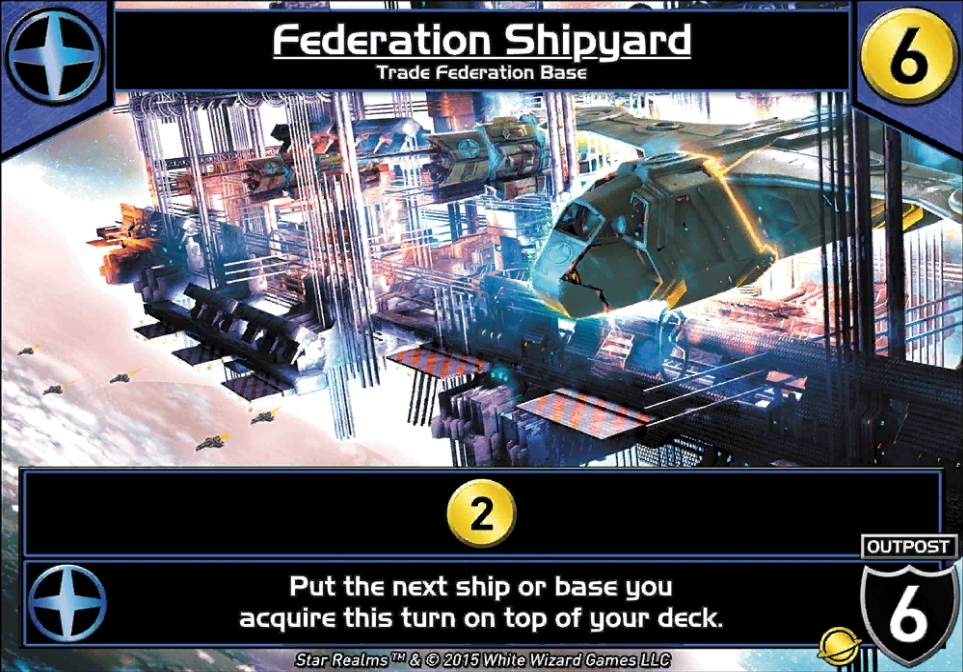 Federation Shipyard
Trade Federation Base
6
2
OUTPOST
Put the next ship or base you
acquire this turn on top of your deck.
6
Star Realms™ & © 2015 White Wizard Games LLC